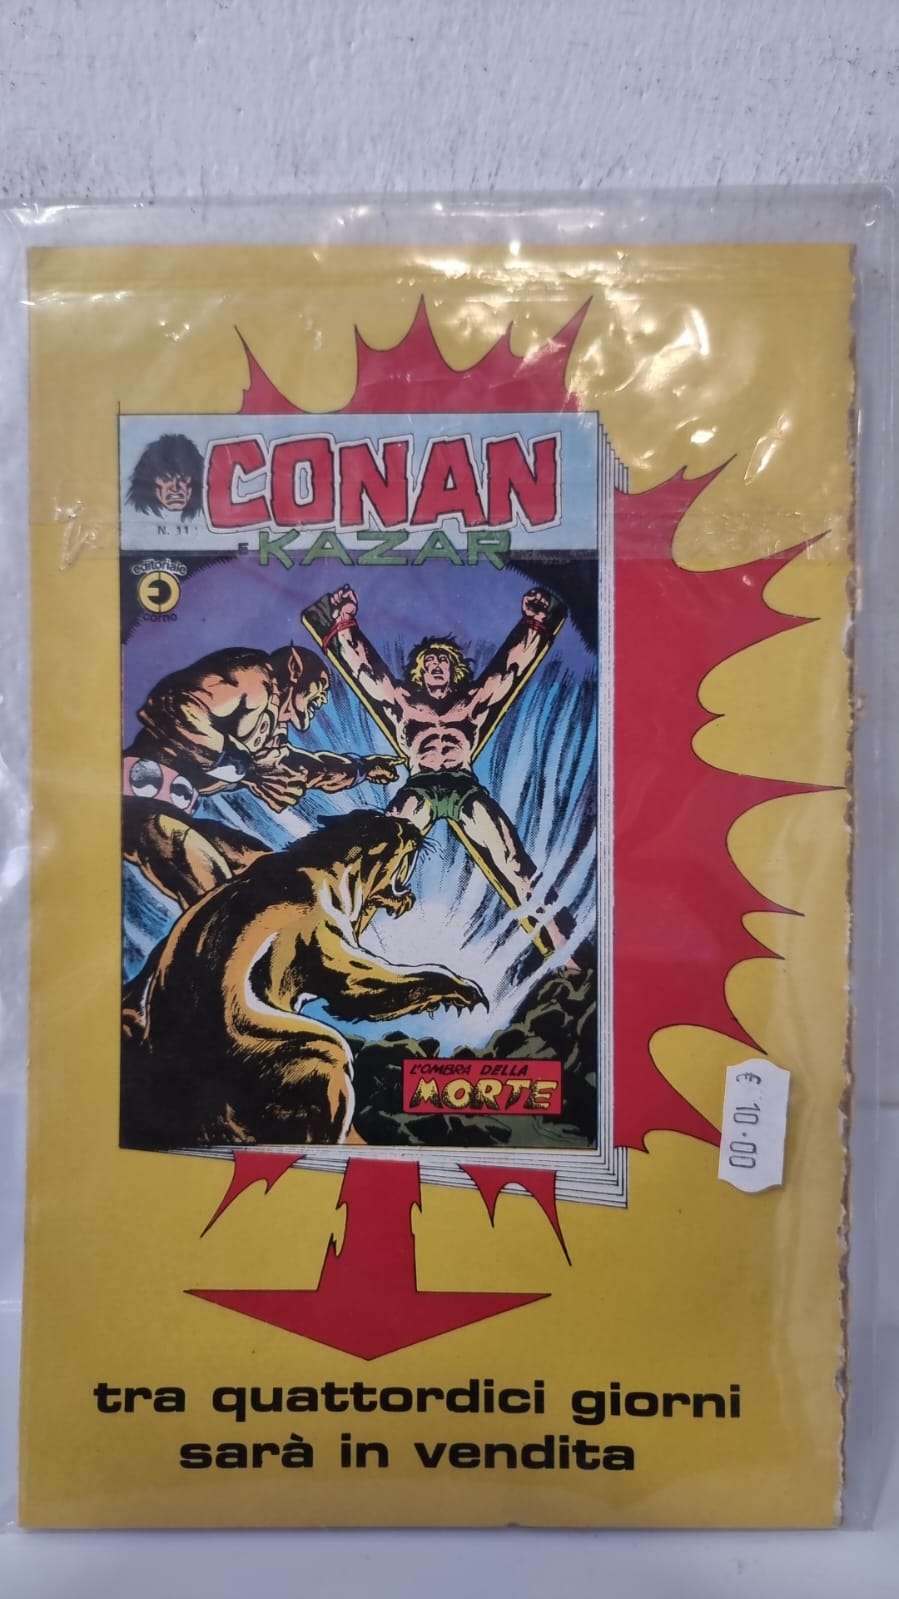 CONAN
N. 11
E KAZAR
editoriale
corno
L'OMBRA DELLA
MORTE
€ 10.00
tra quattordici giorni
sarà in vendita